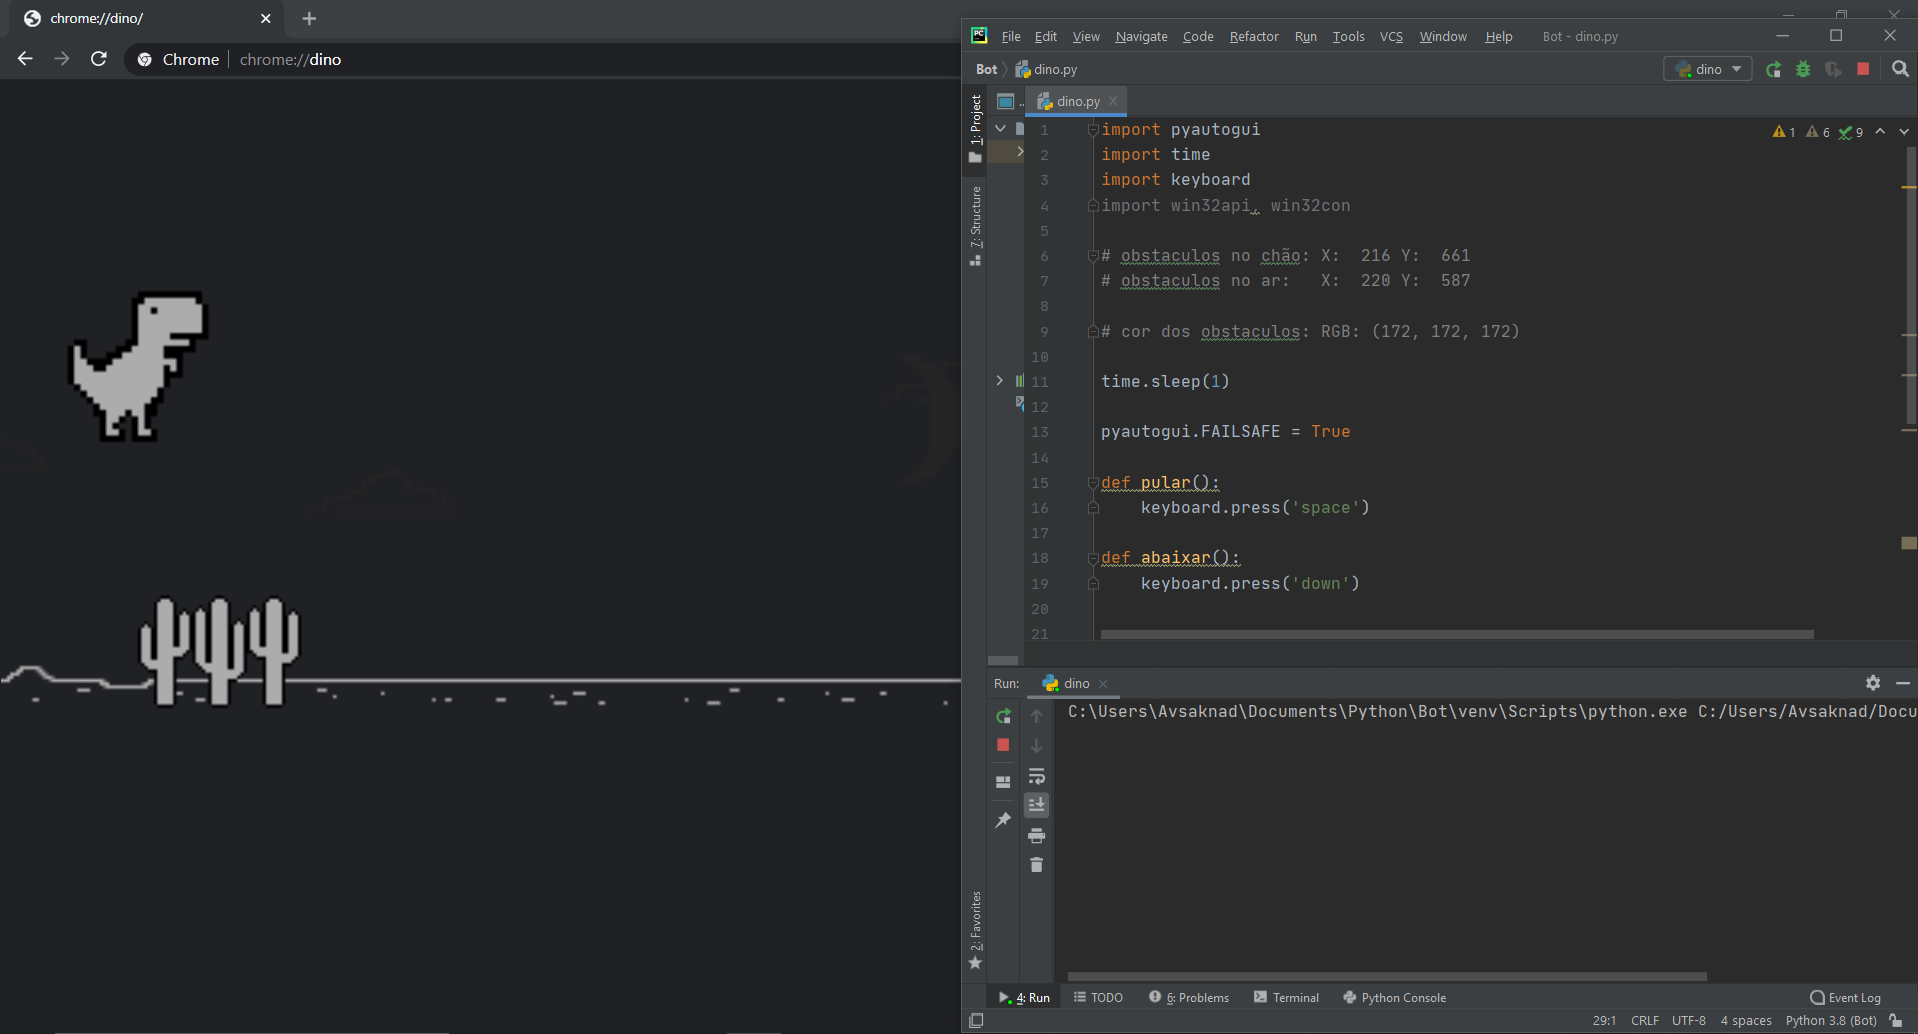 chrome://dino/
Chrome chrome://dino
File Edit View Navigate Code Refactor Run Tools VCS Window Help Bot - dino.py
Bot dino.py dino
1: Project
7: Structure
2: Favorites
.. dino.py
1 6 9
1 import pyautogui
2 import time
3 import keyboard
4 import win32api, win32con
5
6 # obstaculos no chão: X: 216 Y: 661
7 # obstaculos no ar: X: 220 Y: 587
8
9 # cor dos obstaculos: RGB: (172, 172, 172)
10
11 time.sleep(1)
12
13 pyautogui.FAILSAFE = True
14
15 def pular():
16 keyboard.press('space')
17
18 def abaixar():
19 keyboard.press('down')
20
21
Run: dino
C:\Users\Avsaknad\Documents\Python\Bot\venv\Scripts\python.exe C:/Users/Avsaknad/Docu
4: Run TODO 6: Problems Terminal Python Console Event Log
29:1 CRLF UTF-8 4 spaces Python 3.8 (Bot)